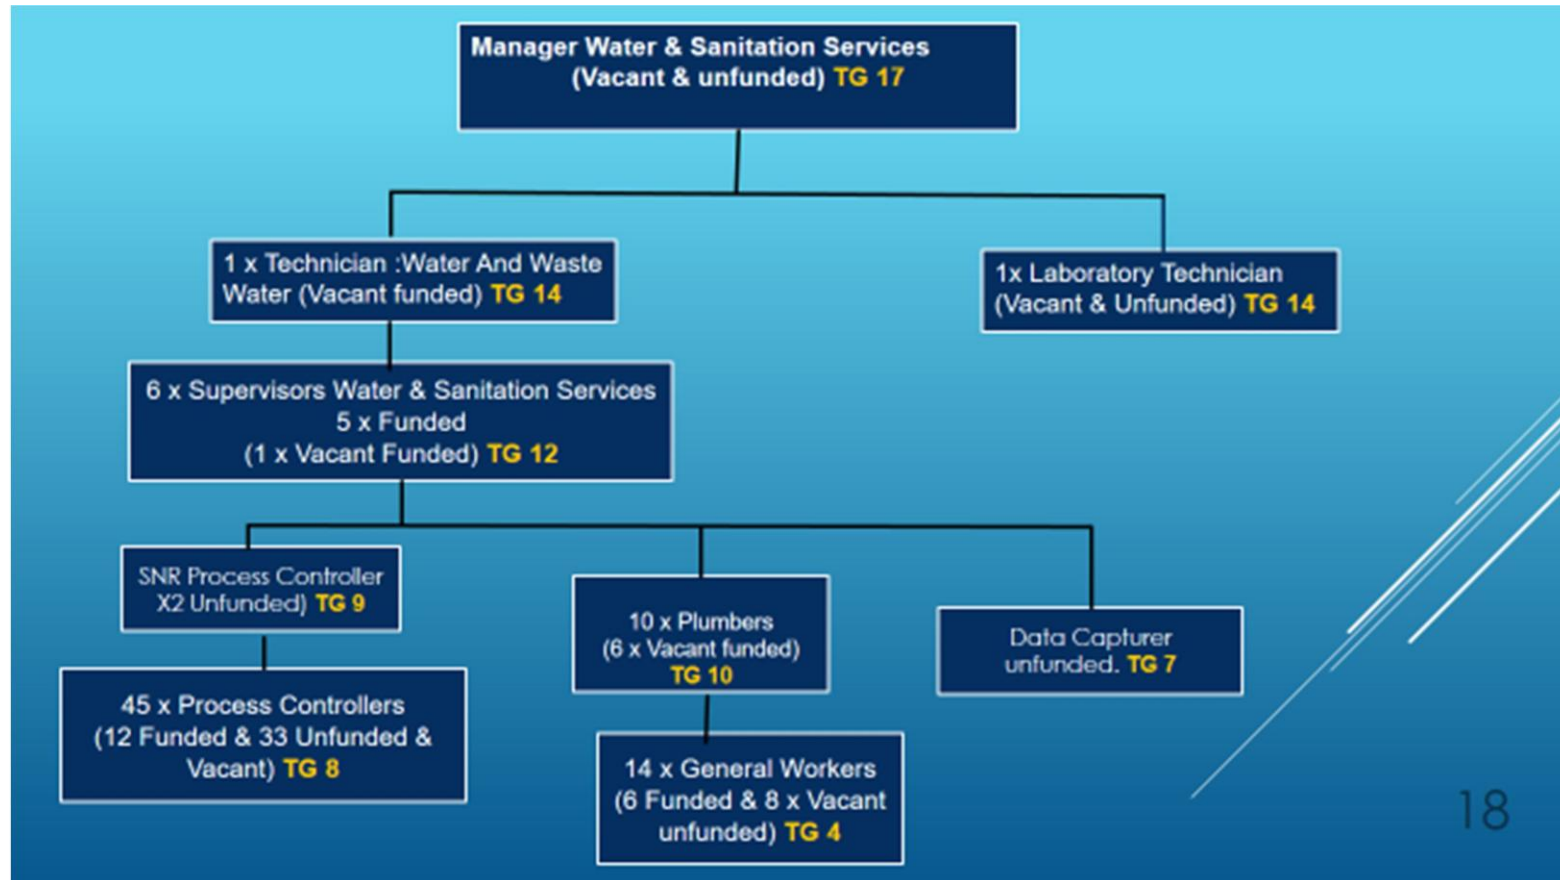 Manager Water & Sanitation Services
(Vacant & unfunded) TG 17
1 x Technician :Water And Waste
Water (Vacant funded) TG 14
1x Laboratory Technician
(Vacant & Unfunded) TG 14
6 x Supervisors Water & Sanitation Services
5 x Funded
(1 x Vacant Funded) TG 12
SNR Process Controller
X2 Unfunded) TG 9
10 x Plumbers
(6 x Vacant funded)
TG 10
Data Capturer
unfunded. TG 7
45 x Process Controllers
(12 Funded & 33 Unfunded &
Vacant) TG 8
14 x General Workers
(6 Funded & 8 x Vacant
unfunded) TG 4
18